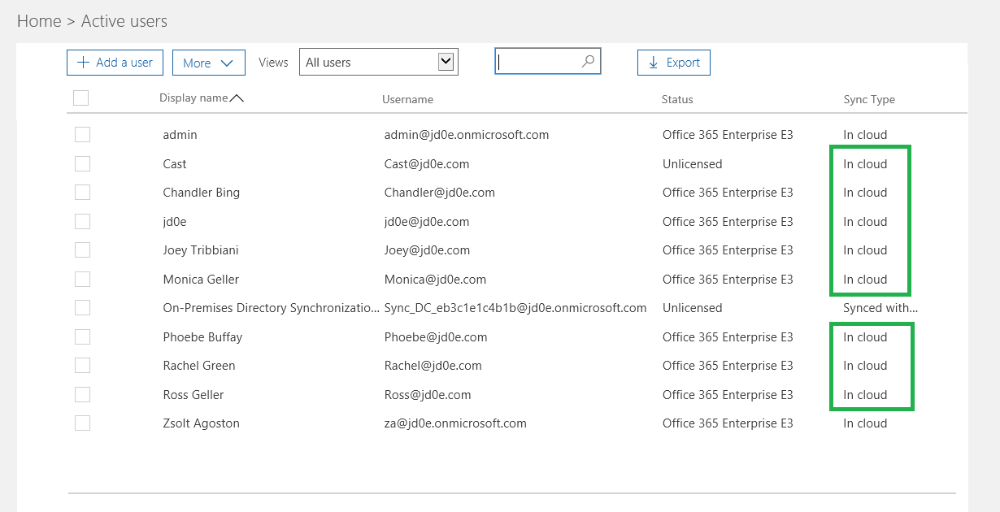 Home > Active users
+ Add a user More Views All users Export
Display name Username Status Sync Type
admin admin@jd0e.onmicrosoft.com Office 365 Enterprise E3 In cloud
Cast Cast@jd0e.com Unlicensed In cloud
Chandler Bing Chandler@jd0e.com Office 365 Enterprise E3 In cloud
jd0e jd0e@jd0e.com Office 365 Enterprise E3 In cloud
Joey Tribbiani Joey@jd0e.com Office 365 Enterprise E3 In cloud
Monica Geller Monica@jd0e.com Office 365 Enterprise E3 In cloud
On-Premises Directory Synchronizatio... Sync_DC_eb3c1e1c4b1b@jd0e.onmicrosoft.com Unlicensed Synced with...
Phoebe Buffay Phoebe@jd0e.com Office 365 Enterprise E3 In cloud
Rachel Green Rachel@jd0e.com Office 365 Enterprise E3 In cloud
Ross Geller Ross@jd0e.com Office 365 Enterprise E3 In cloud
Zsolt Agoston za@jd0e.onmicrosoft.com Office 365 Enterprise E3 In cloud